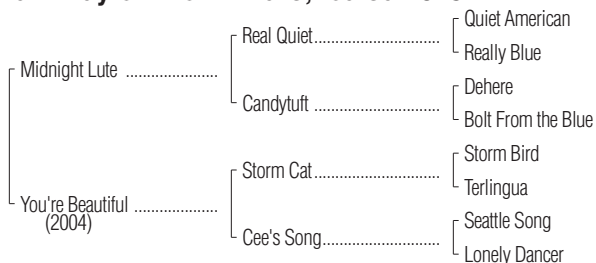 Quiet American
Real Quiet
Really Blue
Midnight Lute
Dehere
Candytuft
Bolt From the Blue
Storm Bird
Storm Cat
Terlingua
You're Beautiful
(2004)
Seattle Song
Cee's Song
Lonely Dancer